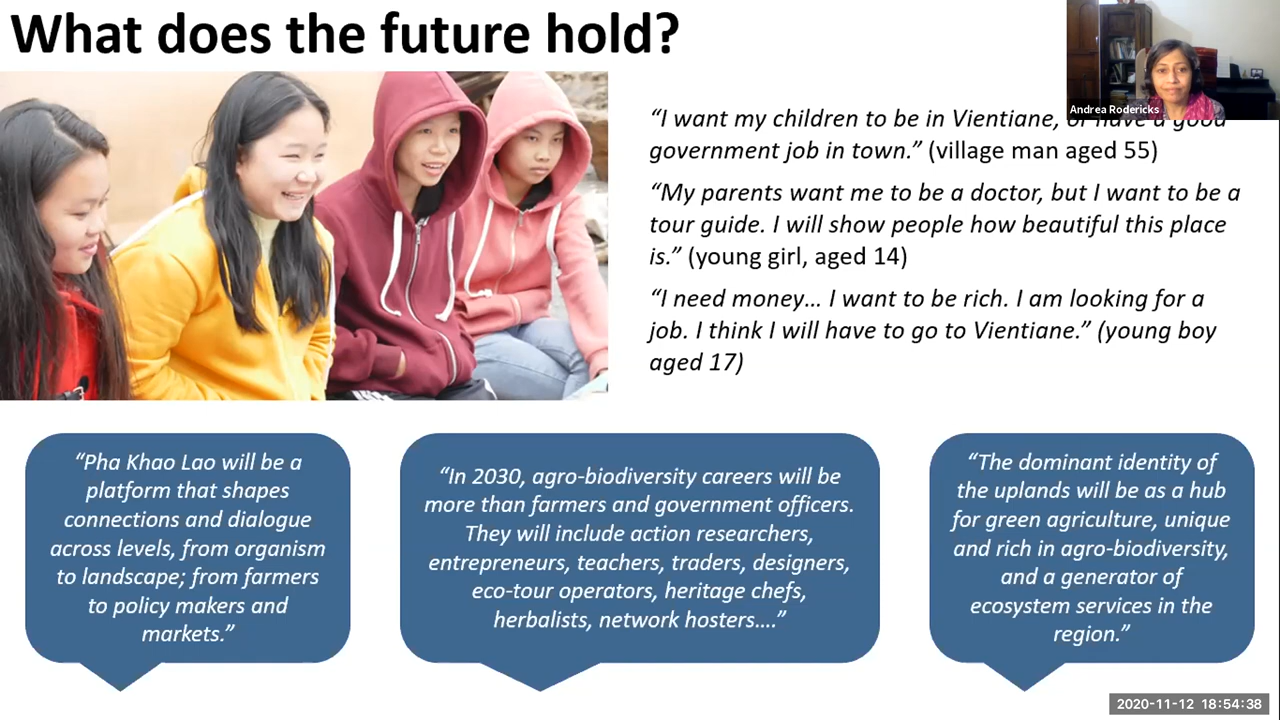 What does the future hold?
Andrea Rodericks
“I want my children to be in Vientiane, or have a good
government job in town.” (village man aged 55)
“My parents want me to be a doctor, but I want to be a
tour guide. I will show people how beautiful this place
is.” (young girl, aged 14)
“I need money... I want to be rich. I am looking for a
job. I think I will have to go to Vientiane.” (young boy
aged 17)
“Pha Khao Lao will be a
platform that shapes
connections and dialogue
across levels, from organism
to landscape; from farmers
to policy makers and
markets.”
“In 2030, agro-biodiversity careers will be
more than farmers and government officers.
They will include action researchers,
entrepreneurs, teachers, traders, designers,
eco-tour operators, heritage chefs,
herbalists, network hosters....”
“The dominant identity of
the uplands will be as a hub
for green agriculture, unique
and rich in agro-biodiversity,
and a generator of
ecosystem services in the
region.”
2020-11-12 18:54:38